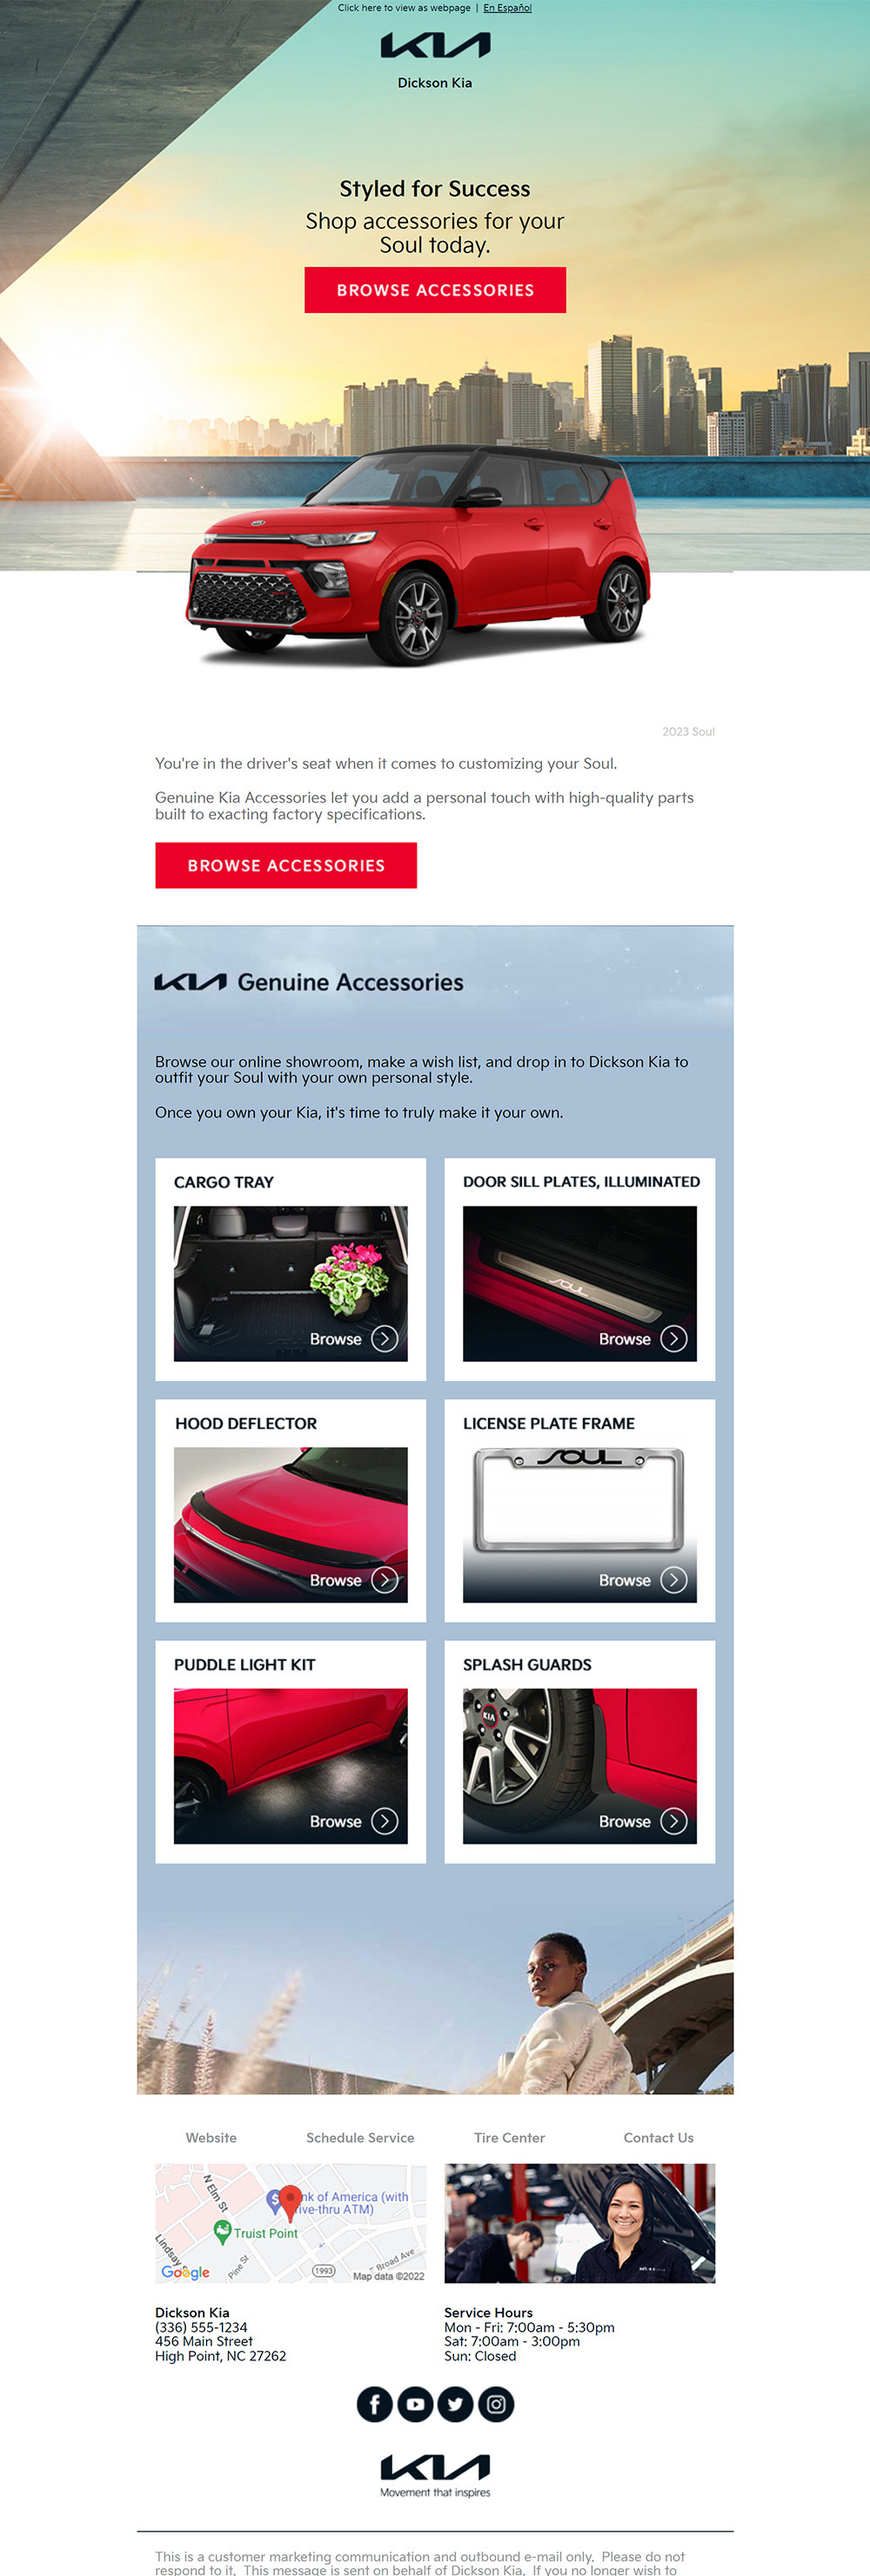 Click here to view as webpage | En Español
KIA
Dickson Kia
Styled for Success
Shop accessories for your
Soul today.
BROWSE ACCESSORIES
2023 Soul
You're in the driver's seat when it comes to customizing your Soul.
Genuine Kia Accessories let you add a personal touch with high-quality parts
built to exacting factory specifications.
BROWSE ACCESSORIES
KIA Genuine Accessories
Browse our online showroom, make a wish list, and drop in to Dickson Kia to
outfit your Soul with your own personal style.
Once you own your Kia, it's time to truly make it your own.
CARGO TRAY
Browse
DOOR SILL PLATES, ILLUMINATED
SOUL
Browse
HOOD DEFLECTOR
Browse
LICENSE PLATE FRAME
SOUL
Browse
PUDDLE LIGHT KIT
Browse
SPLASH GUARDS
KIA
Browse
Website
Schedule Service
Tire Center
Contact Us
N Elm St
$
nk of America (with
ive-thru ATM)
Truist Point
Lindsay
Pine St
1993
E Broad Ave
Google
Map data ©2022
Dickson Kia
(336) 555-1234
456 Main Street
High Point, NC 27262
Service Hours
Mon - Fri: 7:00am - 5:30pm
Sat: 7:00am - 3:00pm
Sun: Closed
KIA
Movement that inspires
This is a customer marketing communication and outbound e-mail only. Please do not
respond to it. This message is sent on behalf of Dickson Kia. If you no longer wish to